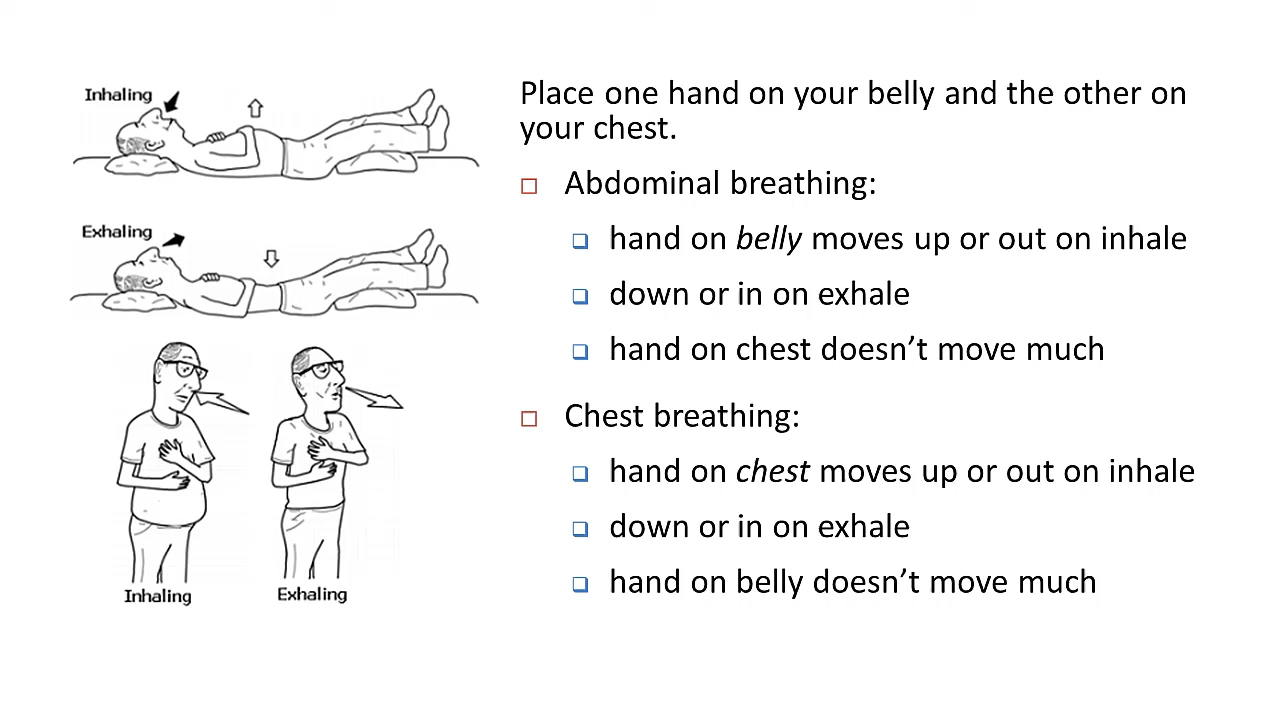 Inhaling
Exhaling
Inhaling
Exhaling
Place one hand on your belly and the other on
your chest.
Abdominal breathing:
hand on belly moves up or out on inhale
down or in on exhale
hand on chest doesn’t move much
Chest breathing:
hand on chest moves up or out on inhale
down or in on exhale
hand on belly doesn’t move much